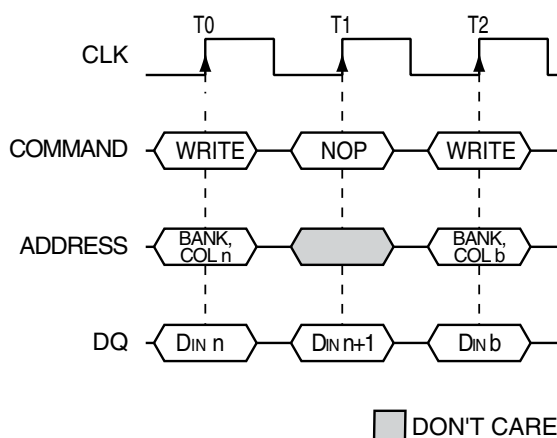 T0 T1 T2
CLK
COMMAND WRITE NOP WRITE
ADDRESS BANK, COL n BANK, COL b
DQ DIN n DIN n+1 DIN b
DON'T CARE